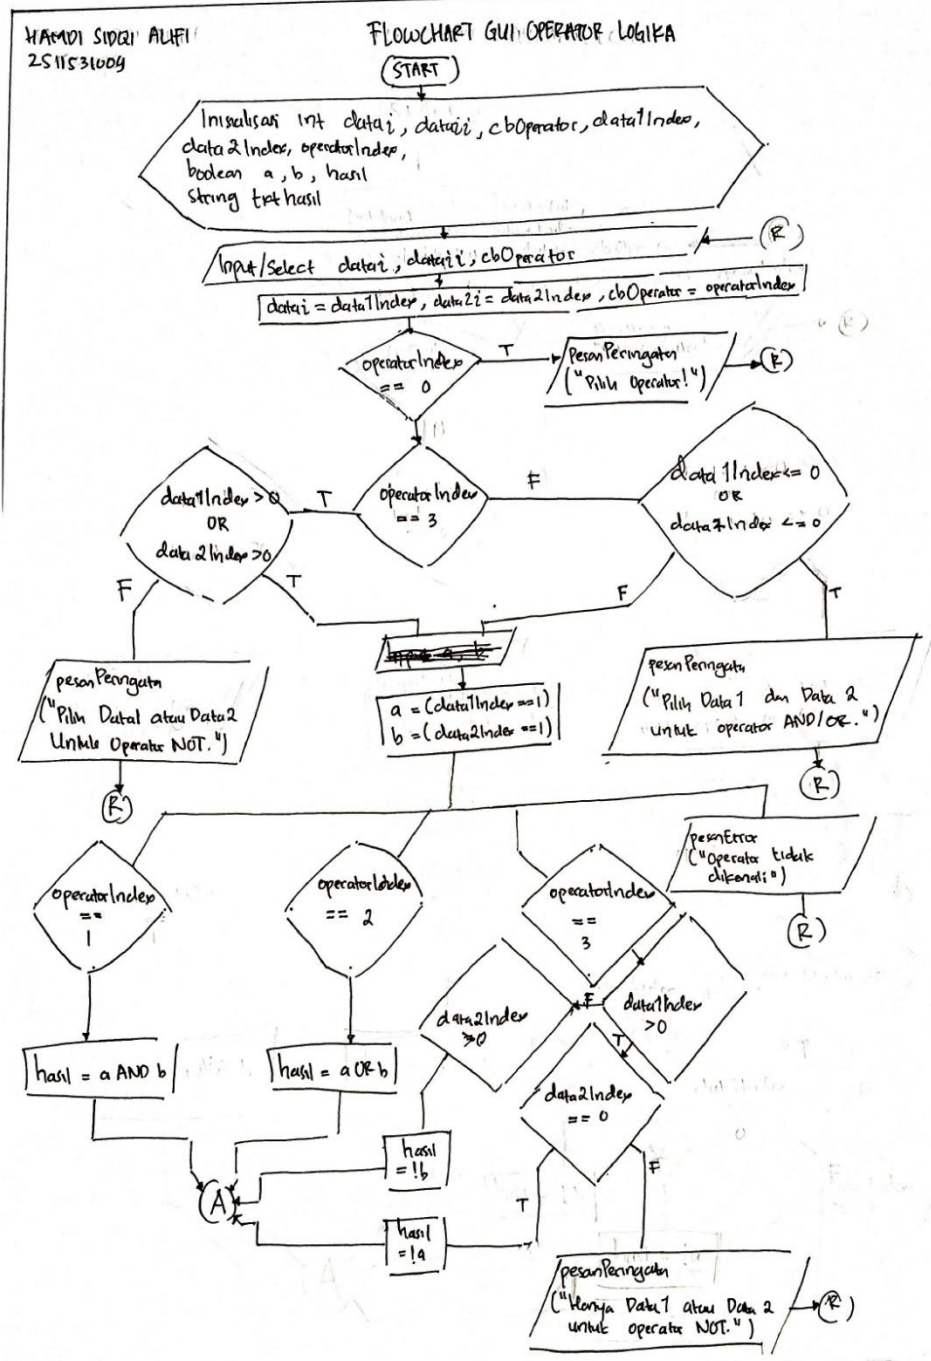 HAMDI SIDQI ALIFI
2511531009
FLOWCHART GUI OPERATOR LOGIKA
START
Inisialisasi int datai, dataii, cbOperator, data1Index,
data2Index, operatorIndex,
boolean a, b, hasil
String txthasil
R
Input/Select datai, dataii, cbOperator
datai = data1Index, data2i = data2Index, cbOperator = operatorIndex
operatorIndex
== 0
T
pesanPeringatan
("Pilih Operator!")
R
data1Index > 0
OR
data2Index > 0
T
operatorIndex
== 3
F
data1Index <= 0
OR
data2Index <= 0
F
T
F
T
pesanPeringatan
("Pilih Data1 atau Data2
Untuk Operator NOT.")
R
a = (data1Index == 1)
b = (data2Index == 1)
pesanPeringatan
("Pilih Data1 dan Data 2
untuk operator AND/OR.")
R
operatorIndex
==
1
operatorIndex
== 2
operatorIndex
==
3
pesanError
("Operator tidak
dikenali")
R
data2Index
>0
F
data1Index
>0
T
hasil = a AND b
hasil = a OR b
data2Index
== 0
hasil
= !b
A
T
F
hasil
= !a
pesanPeringatan
("Hanya Data1 atau Data 2
untuk operator NOT.")
R